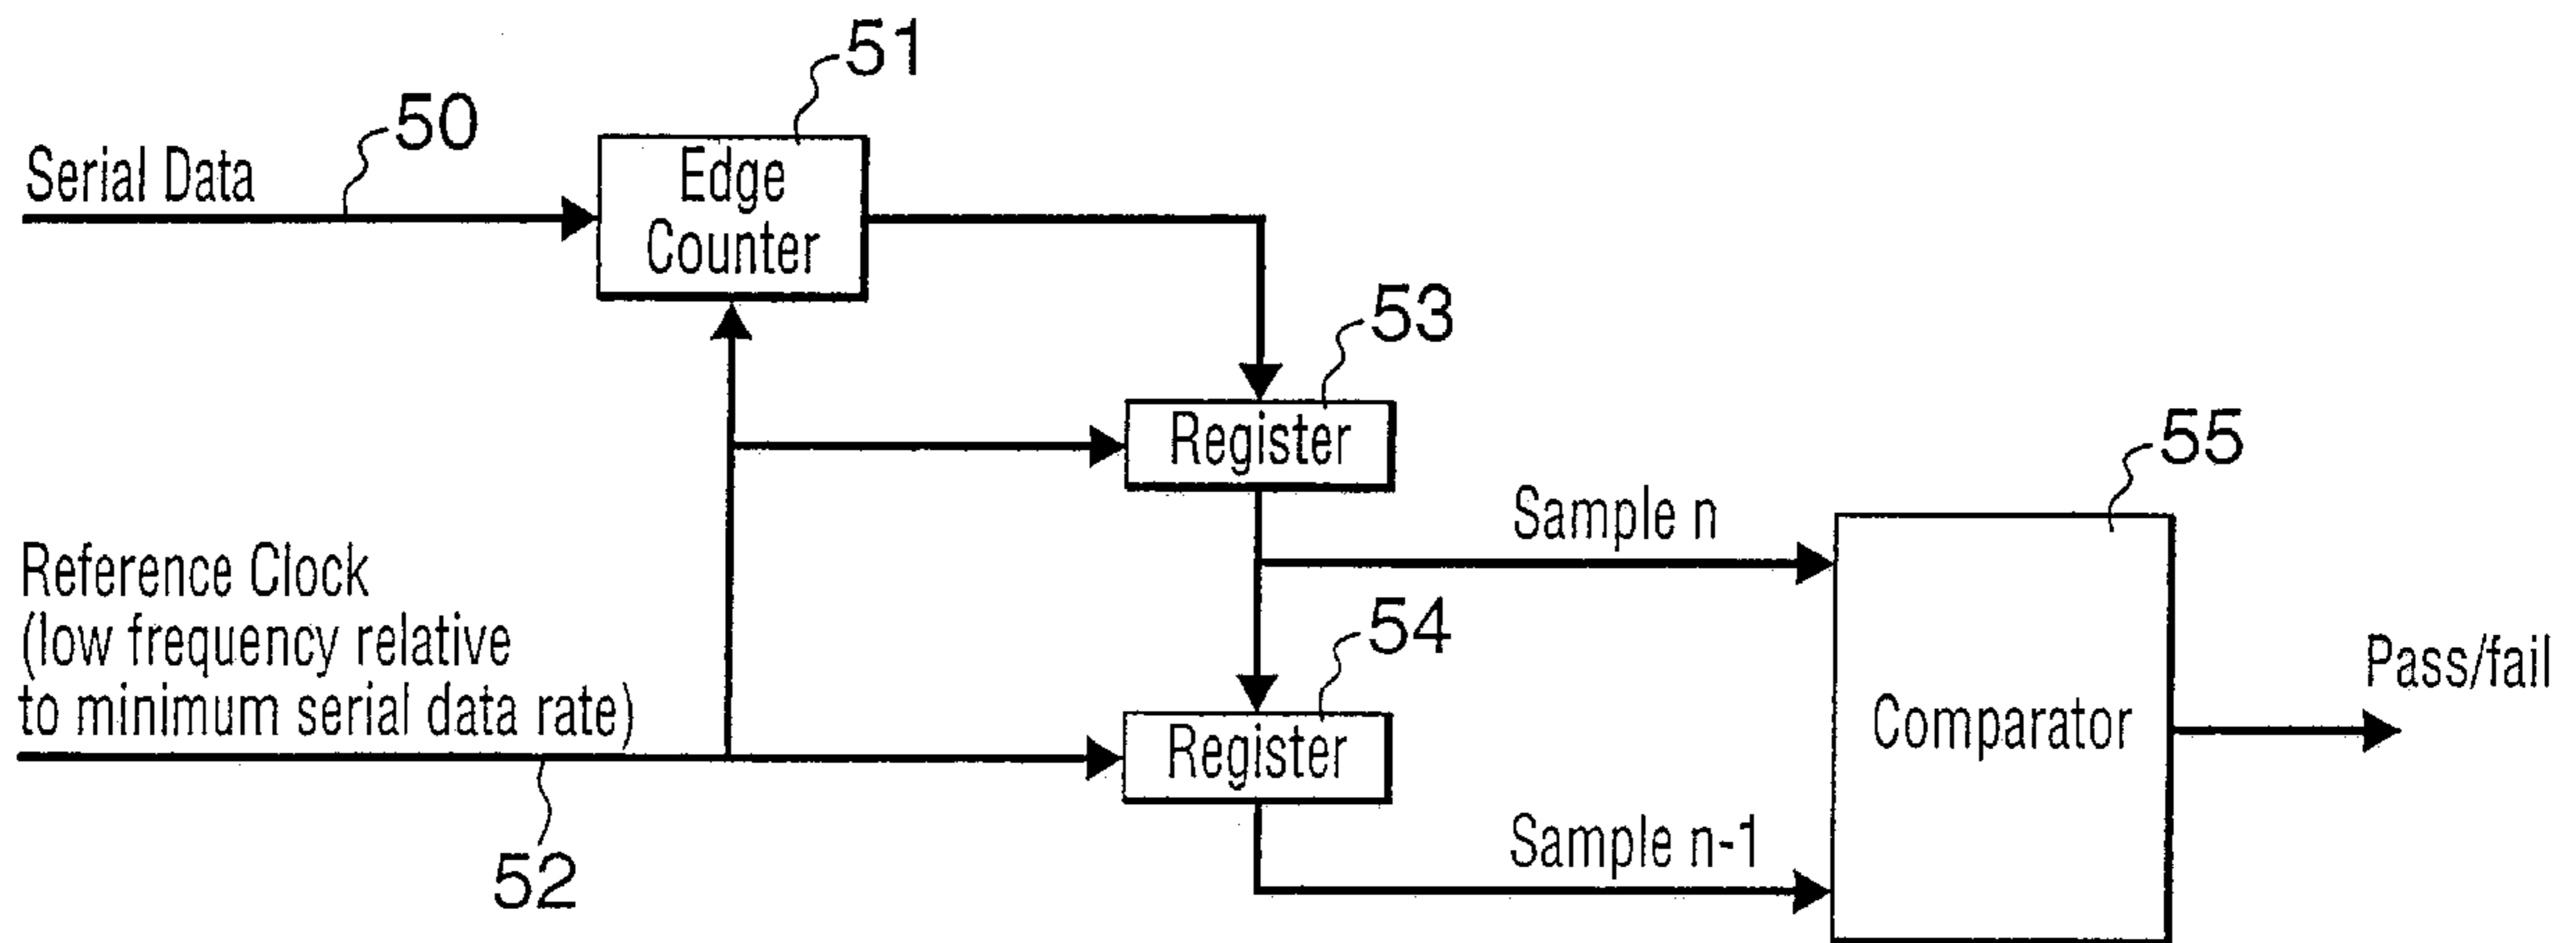 51
50
Serial Data
Edge
Counter
53
Register
55
Sample n
Reference Clock
(low frequency relative
to minimum serial data rate)
54
Register
Comparator
Pass/fail
Sample n-1
52